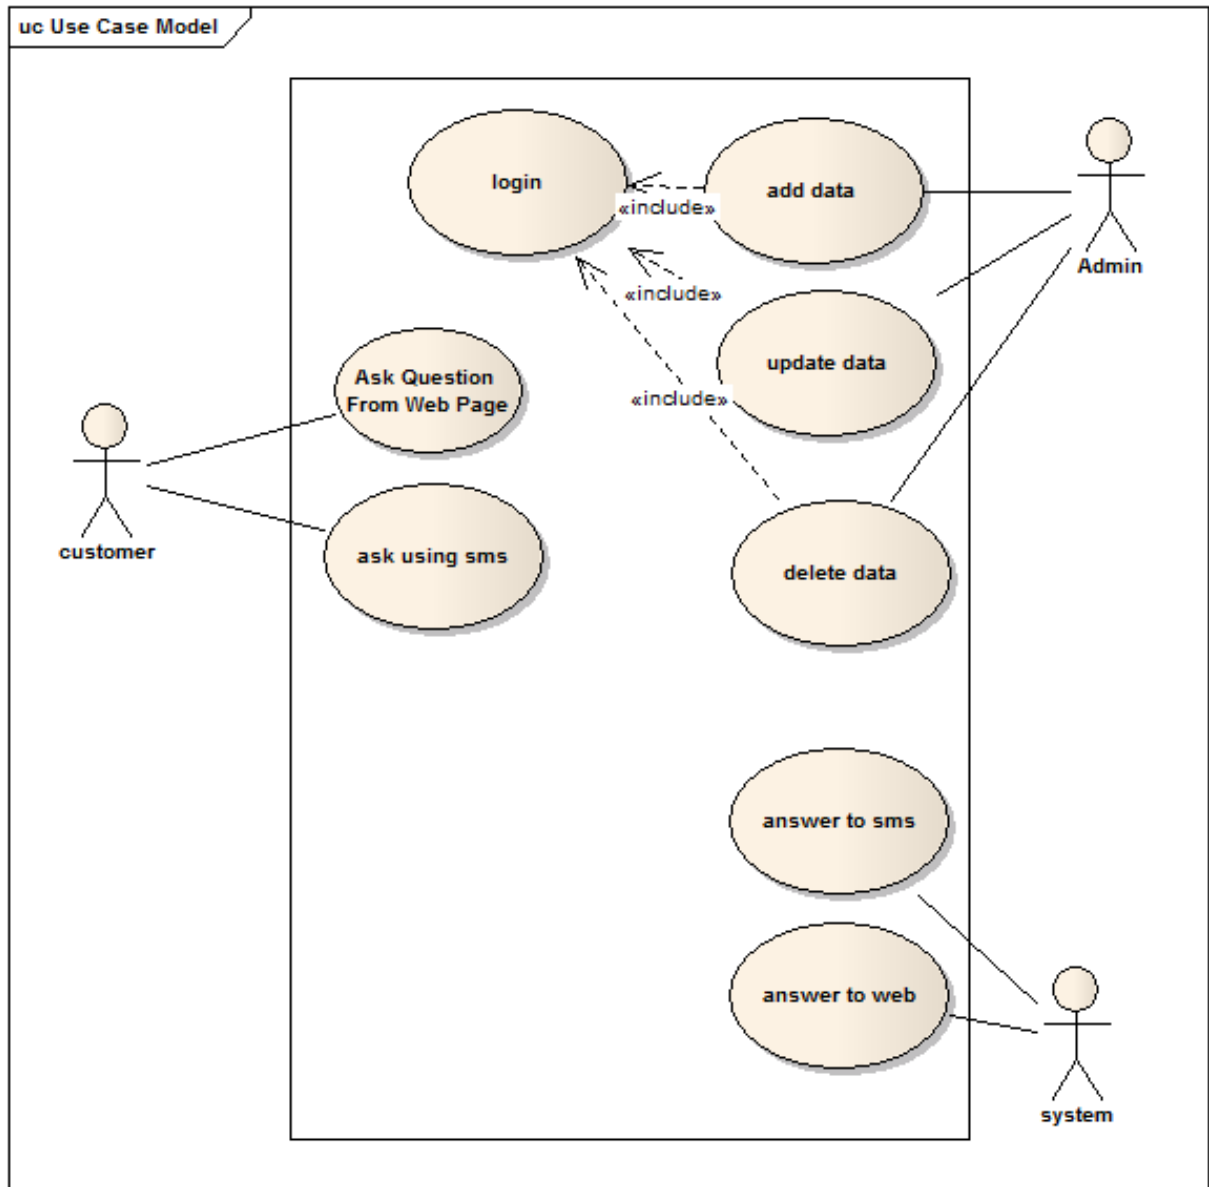 uc Use Case Model
login
add data
«include»
Admin
«include»
update data
Ask Question
From Web Page
«include»
customer
ask using sms
delete data
answer to sms
answer to web
system